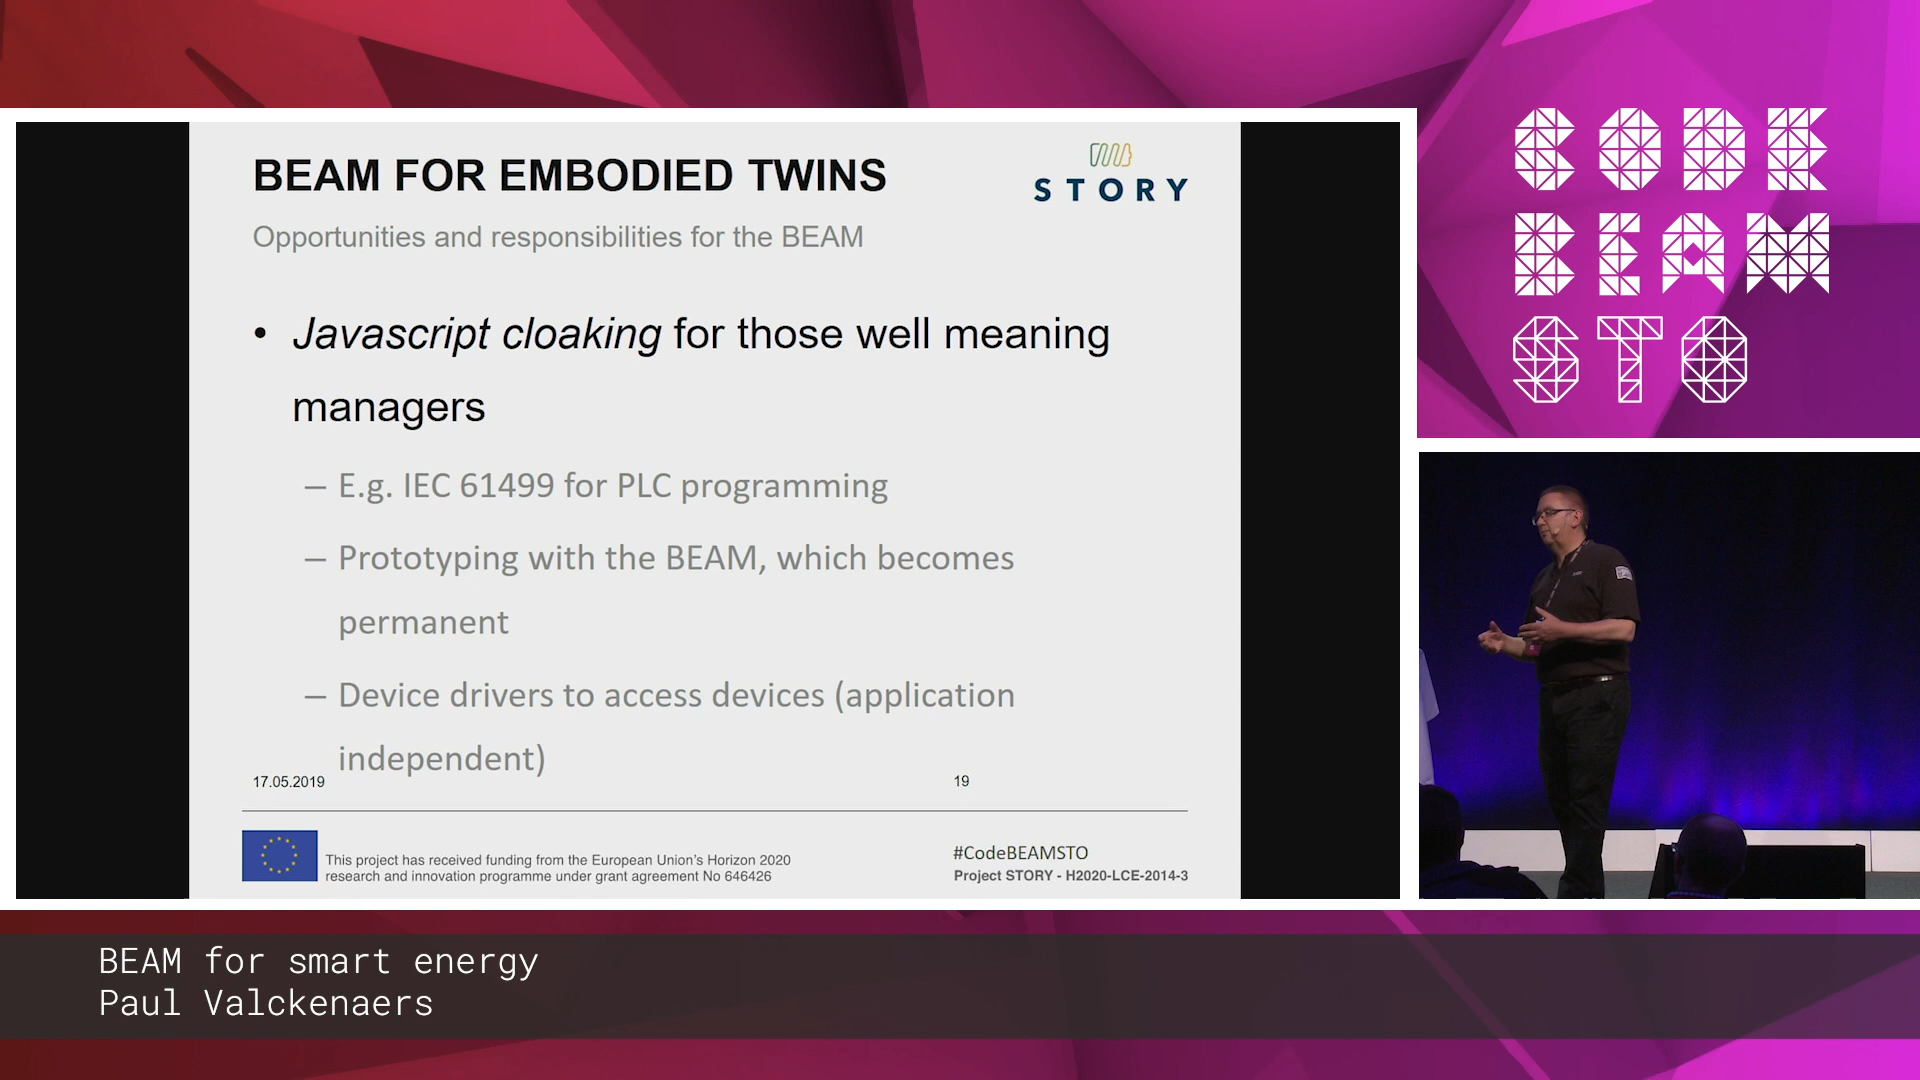 BEAM FOR EMBODIED TWINS
STORY
Opportunities and responsibilities for the BEAM
• Javascript cloaking for those well meaning
managers
– E.g. IEC 61499 for PLC programming
– Prototyping with the BEAM, which becomes
permanent
– Device drivers to access devices (application
independent)
17.05.2019
19
This project has received funding from the European Union's Horizon 2020
research and innovation programme under grant agreement No 646426
#CodeBEAMSTO
Project STORY - H2020-LCE-2014-3
CODE
BEAM
STO
BEAM for smart energy
Paul Valckenaers